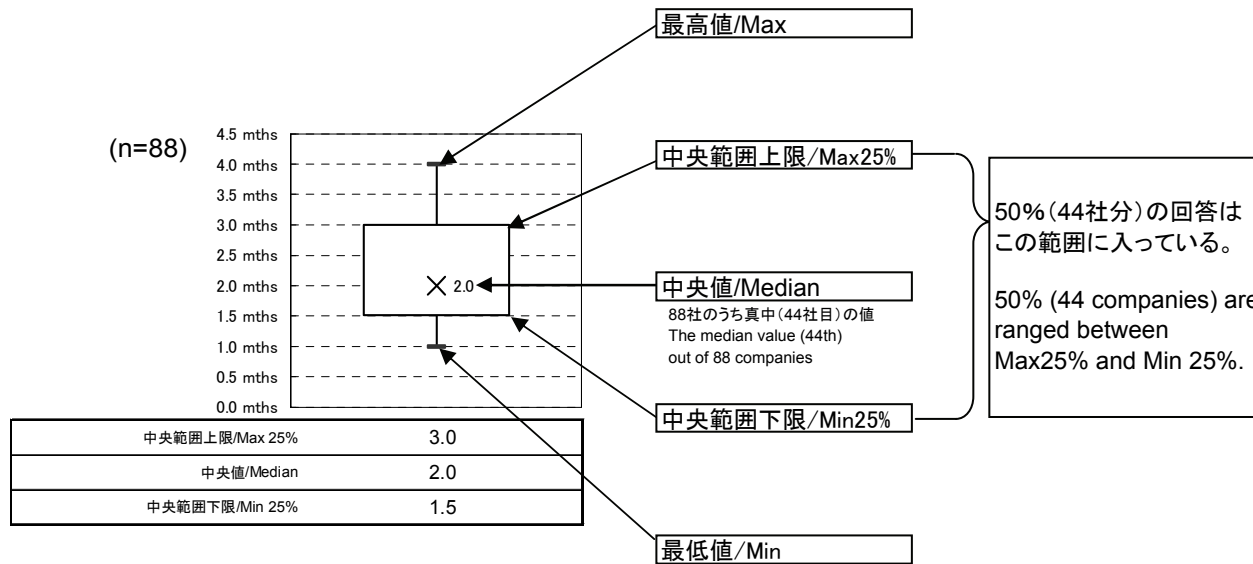 最高値/Max
(n=88)
4.5 mths
4.0 mths
3.5 mths
3.0 mths
2.5 mths
2.0 mths
1.5 mths
1.0 mths
0.5 mths
0.0 mths
2.0
中央範囲上限/Max25%
中央値/Median
88社のうち真中(44社目)の値
The median value (44th)
out of 88 companies
中央範囲下限/Min25%
最低値/Min
50%(44社分)の回答は
この範囲に入っている。
50% (44 companies) are
ranged between
Max25% and Min 25%.
中央範囲上限/Max 25% 3.0
中央値/Median 2.0
中央範囲下限/Min 25% 1.5